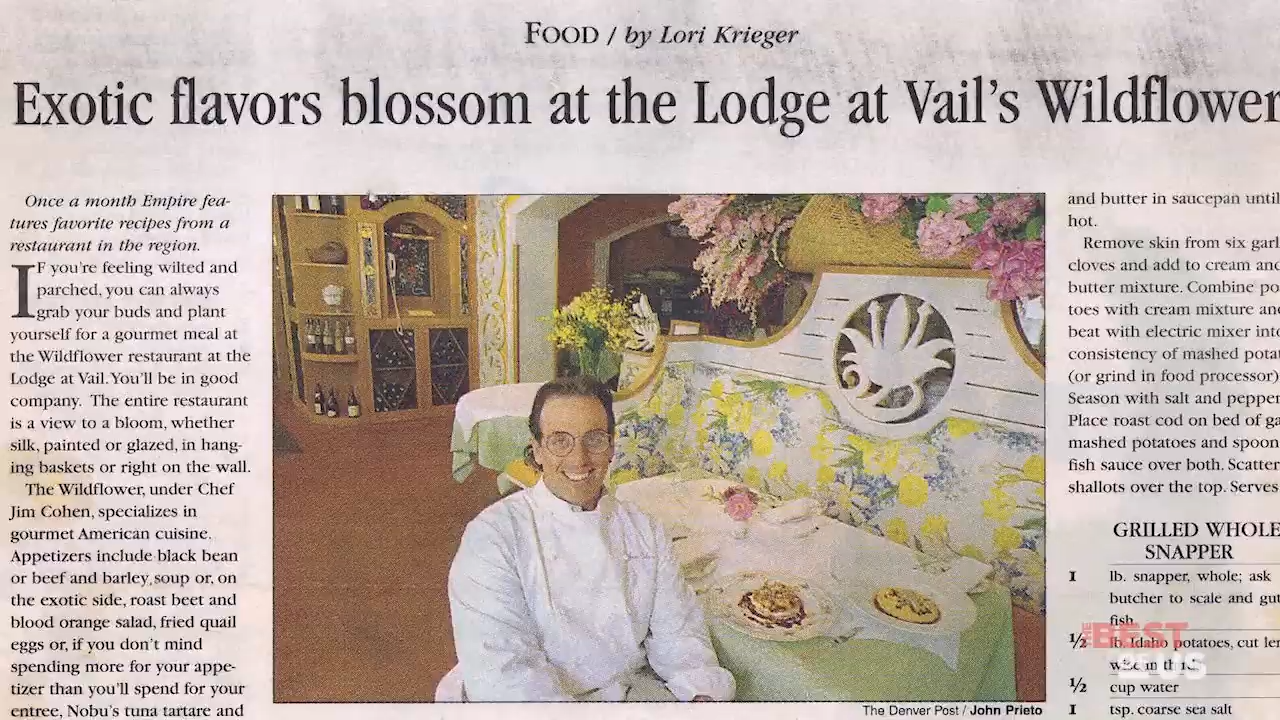 FOOD / by Lori Krieger
Exotic flavors blossom at the Lodge at Vail's Wildflower
Once a month Empire fea-
tures favorite recipes from a
restaurant in the region.
IF you're feeling wilted and
parched, you can always
grab your buds and plant
yourself for a gourmet meal at
the Wildflower restaurant at the
Lodge at Vail. You'll be in good
company. The entire restaurant
is a view to a bloom, whether
silk, painted or glazed, in hang-
ing baskets or right on the wall.
The Wildflower, under Chef
Jim Cohen, specializes in
gourmet American cuisine.
Appetizers include black bean
or beef and barley soup or, on
the exotic side, roast beet and
blood orange salad, fried quail
eggs or, if you don't mind
spending more for your appe-
tizer than you'll spend for your
entree, Nobu's tuna tartare and
The Denver Post / John Prieto
and butter in saucepan until
hot.
Remove skin from six garl
cloves and add to cream and
butter mixture. Combine po
toes with cream mixture and
beat with electric mixer into
consistency of mashed pota
(or grind in food processor)
Season with salt and pepper
Place roast cod on bed of ga
mashed potatoes and spoon
fish sauce over both. Scatter
shallots over the top. Serves
GRILLED WHOLE
SNAPPER
1 lb. snapper, whole; ask
butcher to scale and gut
fish
½ lb. Idaho potatoes, cut len
wise in thirds
½ cup water
1 tsp. coarse sea salt
THE BEST
OF US